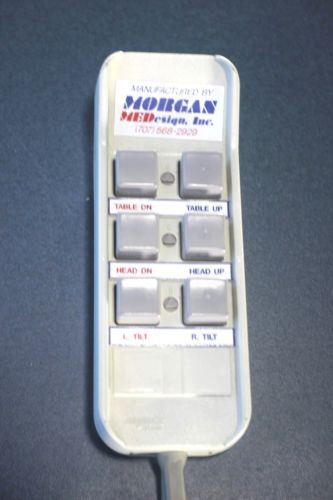 MANUFACTURED BY
MORGAN
MEDesign, Inc.
(707) 568-2929
TABLE DN TABLE UP
HEAD DN HEAD UP
L. TILT R. TILT